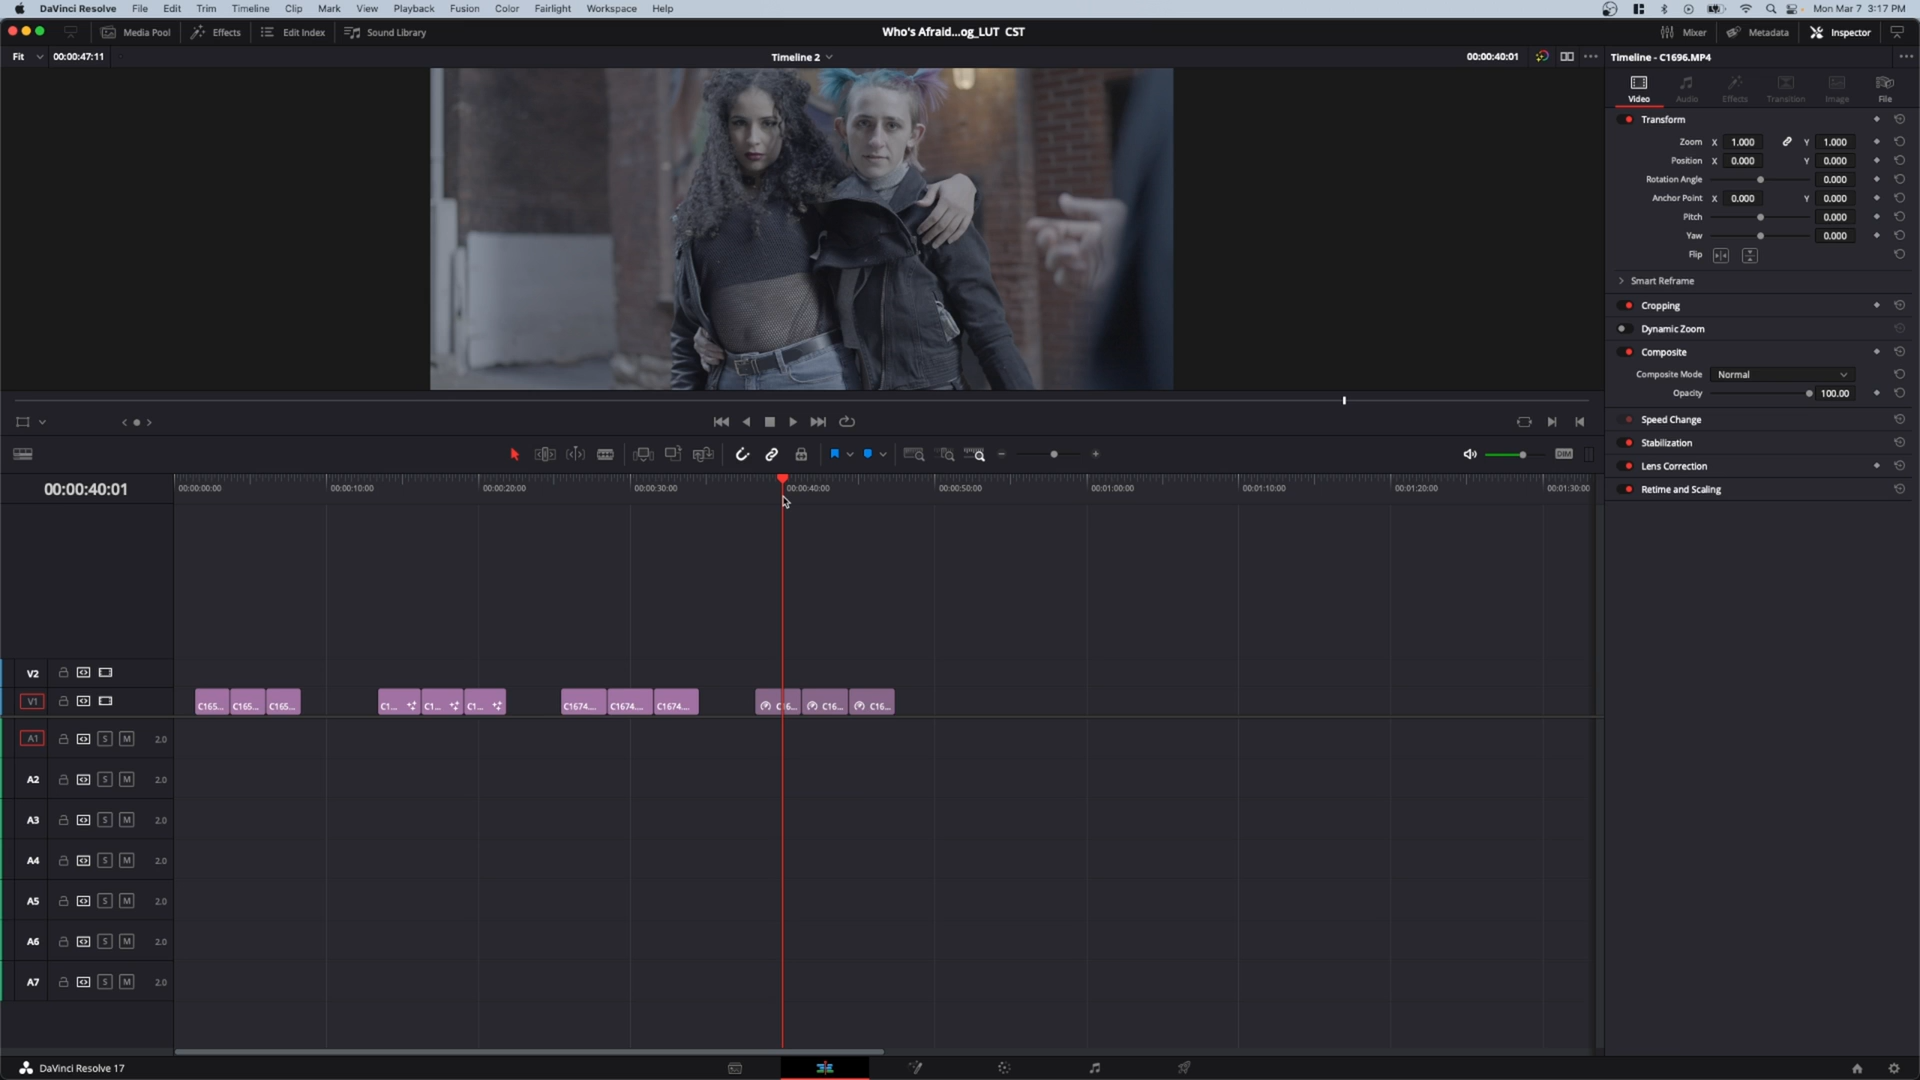 DaVinci Resolve File Edit Trim Timeline Clip Mark View Playback Fusion Color Fairlight Workspace Help Mon Mar 7 3:17 PM
Media Pool Effects Edit Index Sound Library Who's Afraid...og_LUT CST Mixer Metadata Inspector
Fit 00:00:47:11 Timeline 2 00:00:40:01 Timeline - C1696.MP4
Video Audio Effects Transition Image File
Transform
Zoom X 1.000 Y 1.000
Position X 0.000 Y 0.000
Rotation Angle 0.000
Anchor Point X 0.000 Y 0.000
Pitch 0.000
Yaw 0.000
Flip
Smart Reframe
Cropping
Dynamic Zoom
Composite
Composite Mode Normal
Opacity 100.00
Speed Change
Stabilization
Lens Correction
Retime and Scaling
DIM
00:00:40:01 00:00:00:00 00:00:10:00 00:00:20:00 00:00:30:00 00:00:40:00 00:00:50:00 00:01:00:00 00:01:10:00 00:01:20:00 00:01:30:00
V2
V1 C165... C165... C165... C1... C1... C1... C1674.... C1674.... C1674.... C16... C16... C16...
A1 S M 2.0
A2 S M 2.0
A3 S M 2.0
A4 S M 2.0
A5 S M 2.0
A6 S M 2.0
A7 S M 2.0
DaVinci Resolve 17